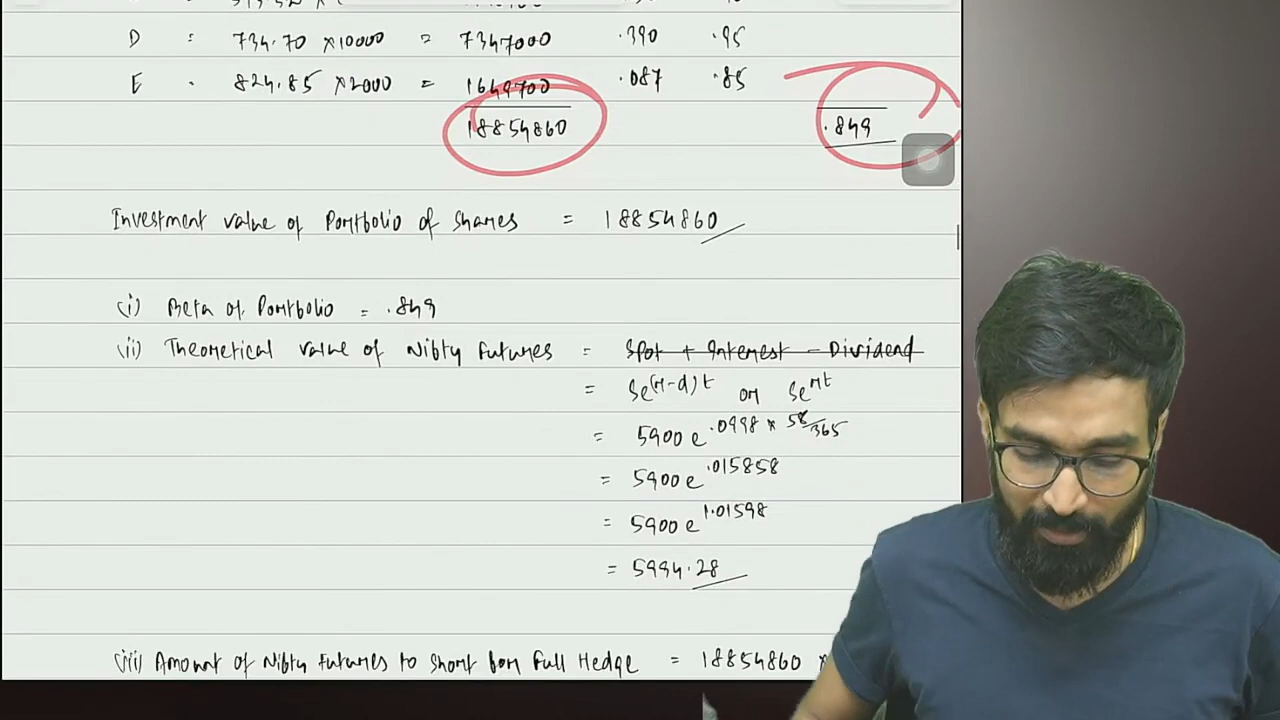 D : 734.70 ×10000 = 7347000 .390 .95
E . 824.85 ×2000 = 1649700 .087 .85
18854860 .849
Investment value of Portfolio of Shares = 18854860
(i) Beta of Portfolio = .849
(ii) Theoretical value of Nifty Futures = Spot + Interest - Dividend
= Se^(r-d)t or Se^rt
= 5900 e^.0998 × 58/365
= 5900 e^.015858
= 5900 e^1.01598
= 5994.28
(iii) Amount of Nifty Futures to Short for Full Hedge = 18854860